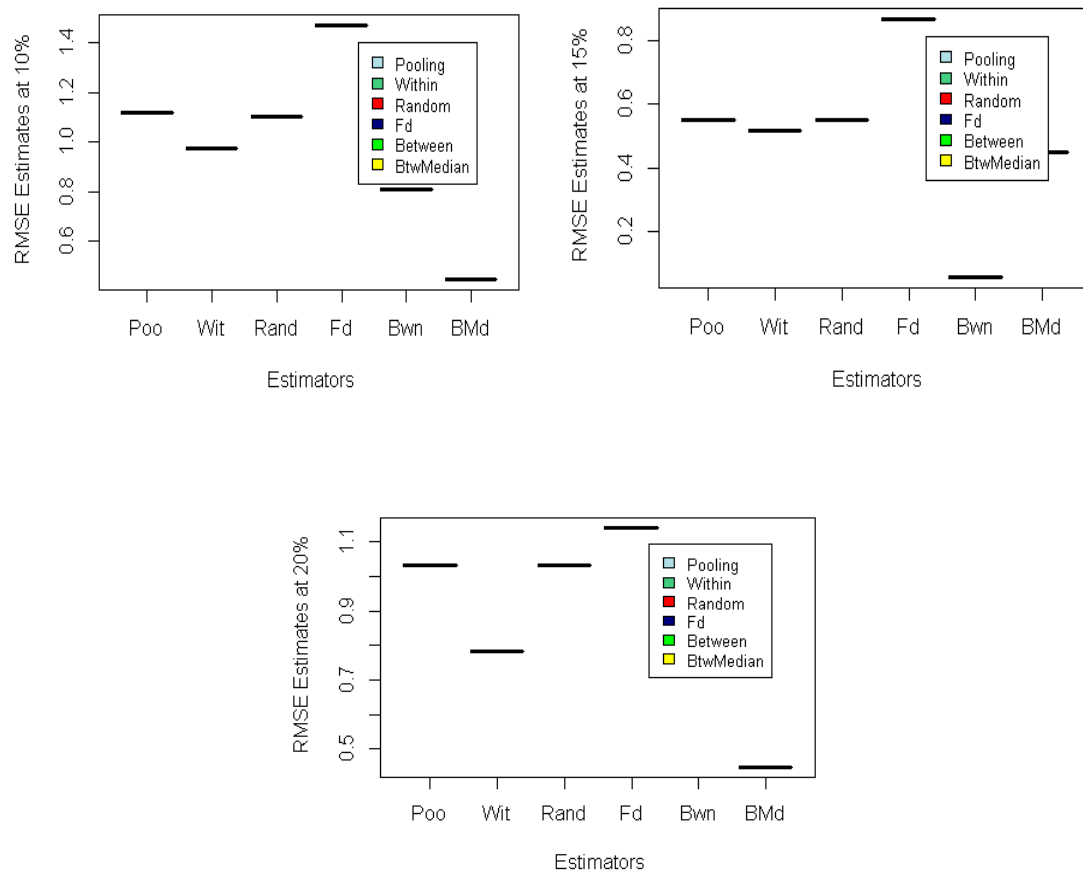 RMSE Estimates at 10%
1.4
1.2
1.0
0.8
0.6
Pooling
Within
Random
Fd
Between
BtwMedian
Poo Wit Rand Fd Bwn BMd
Estimators
RMSE Estimates at 15%
0.8
0.6
0.4
0.2
Pooling
Within
Random
Fd
Between
BtwMedian
Poo Wit Rand Fd Bwn BMd
Estimators
RMSE Estimates at 20%
1.1
0.9
0.7
0.5
Pooling
Within
Random
Fd
Between
BtwMedian
Poo Wit Rand Fd Bwn BMd
Estimators